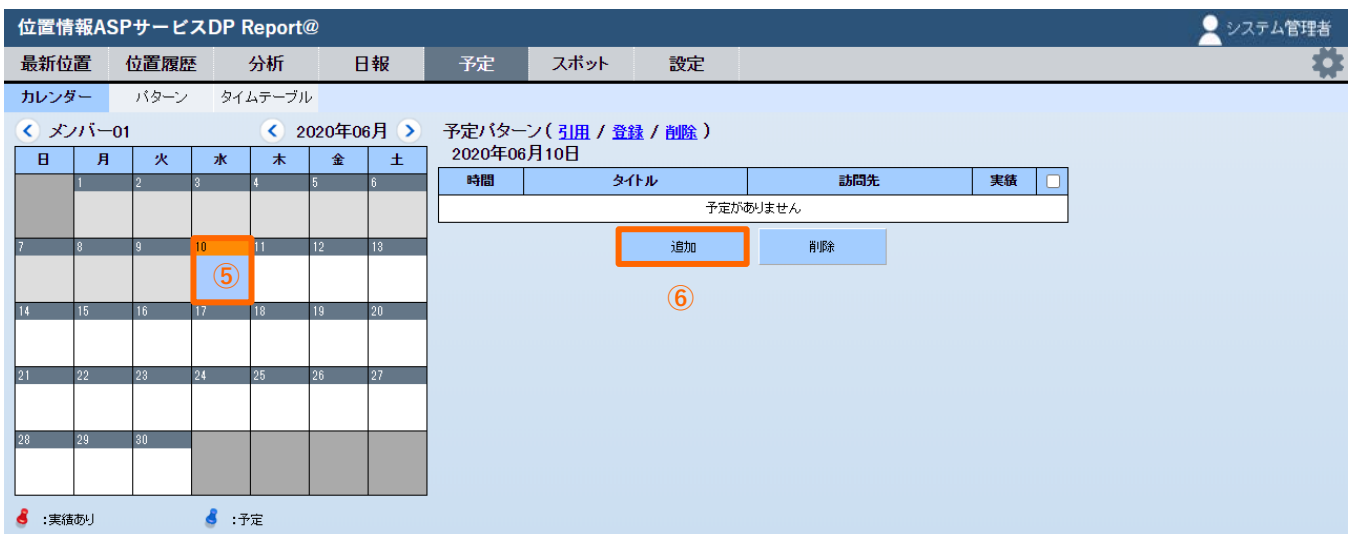 位置情報ASPサービスDP Report@ システム管理者
最新位置 位置履歴 分析 日報 予定 スポット 設定
カレンダー パターン タイムテーブル
メンバー01 2020年06月
日 月 火 水 木 金 土
1 2 3 4 5 6
7 8 9 10 11 12 13
⑤
14 15 16 17 18 19 20
21 22 23 24 25 26 27
28 29 30
:実績あり :予定
予定パターン ( 引用 / 登録 / 削除 )
2020年06月10日
時間 タイトル 訪問先 実績
予定がありません
追加 削除
⑥